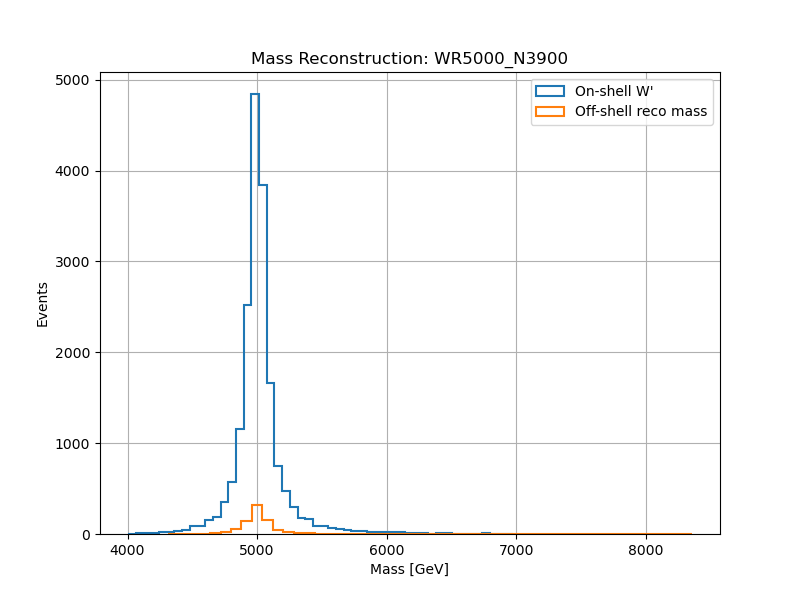 Mass Reconstruction: WR5000_N3900
On-shell W'
Off-shell reco mass
5000
4000
3000
2000
1000
0
Events
4000 5000 6000 7000 8000
Mass [GeV]